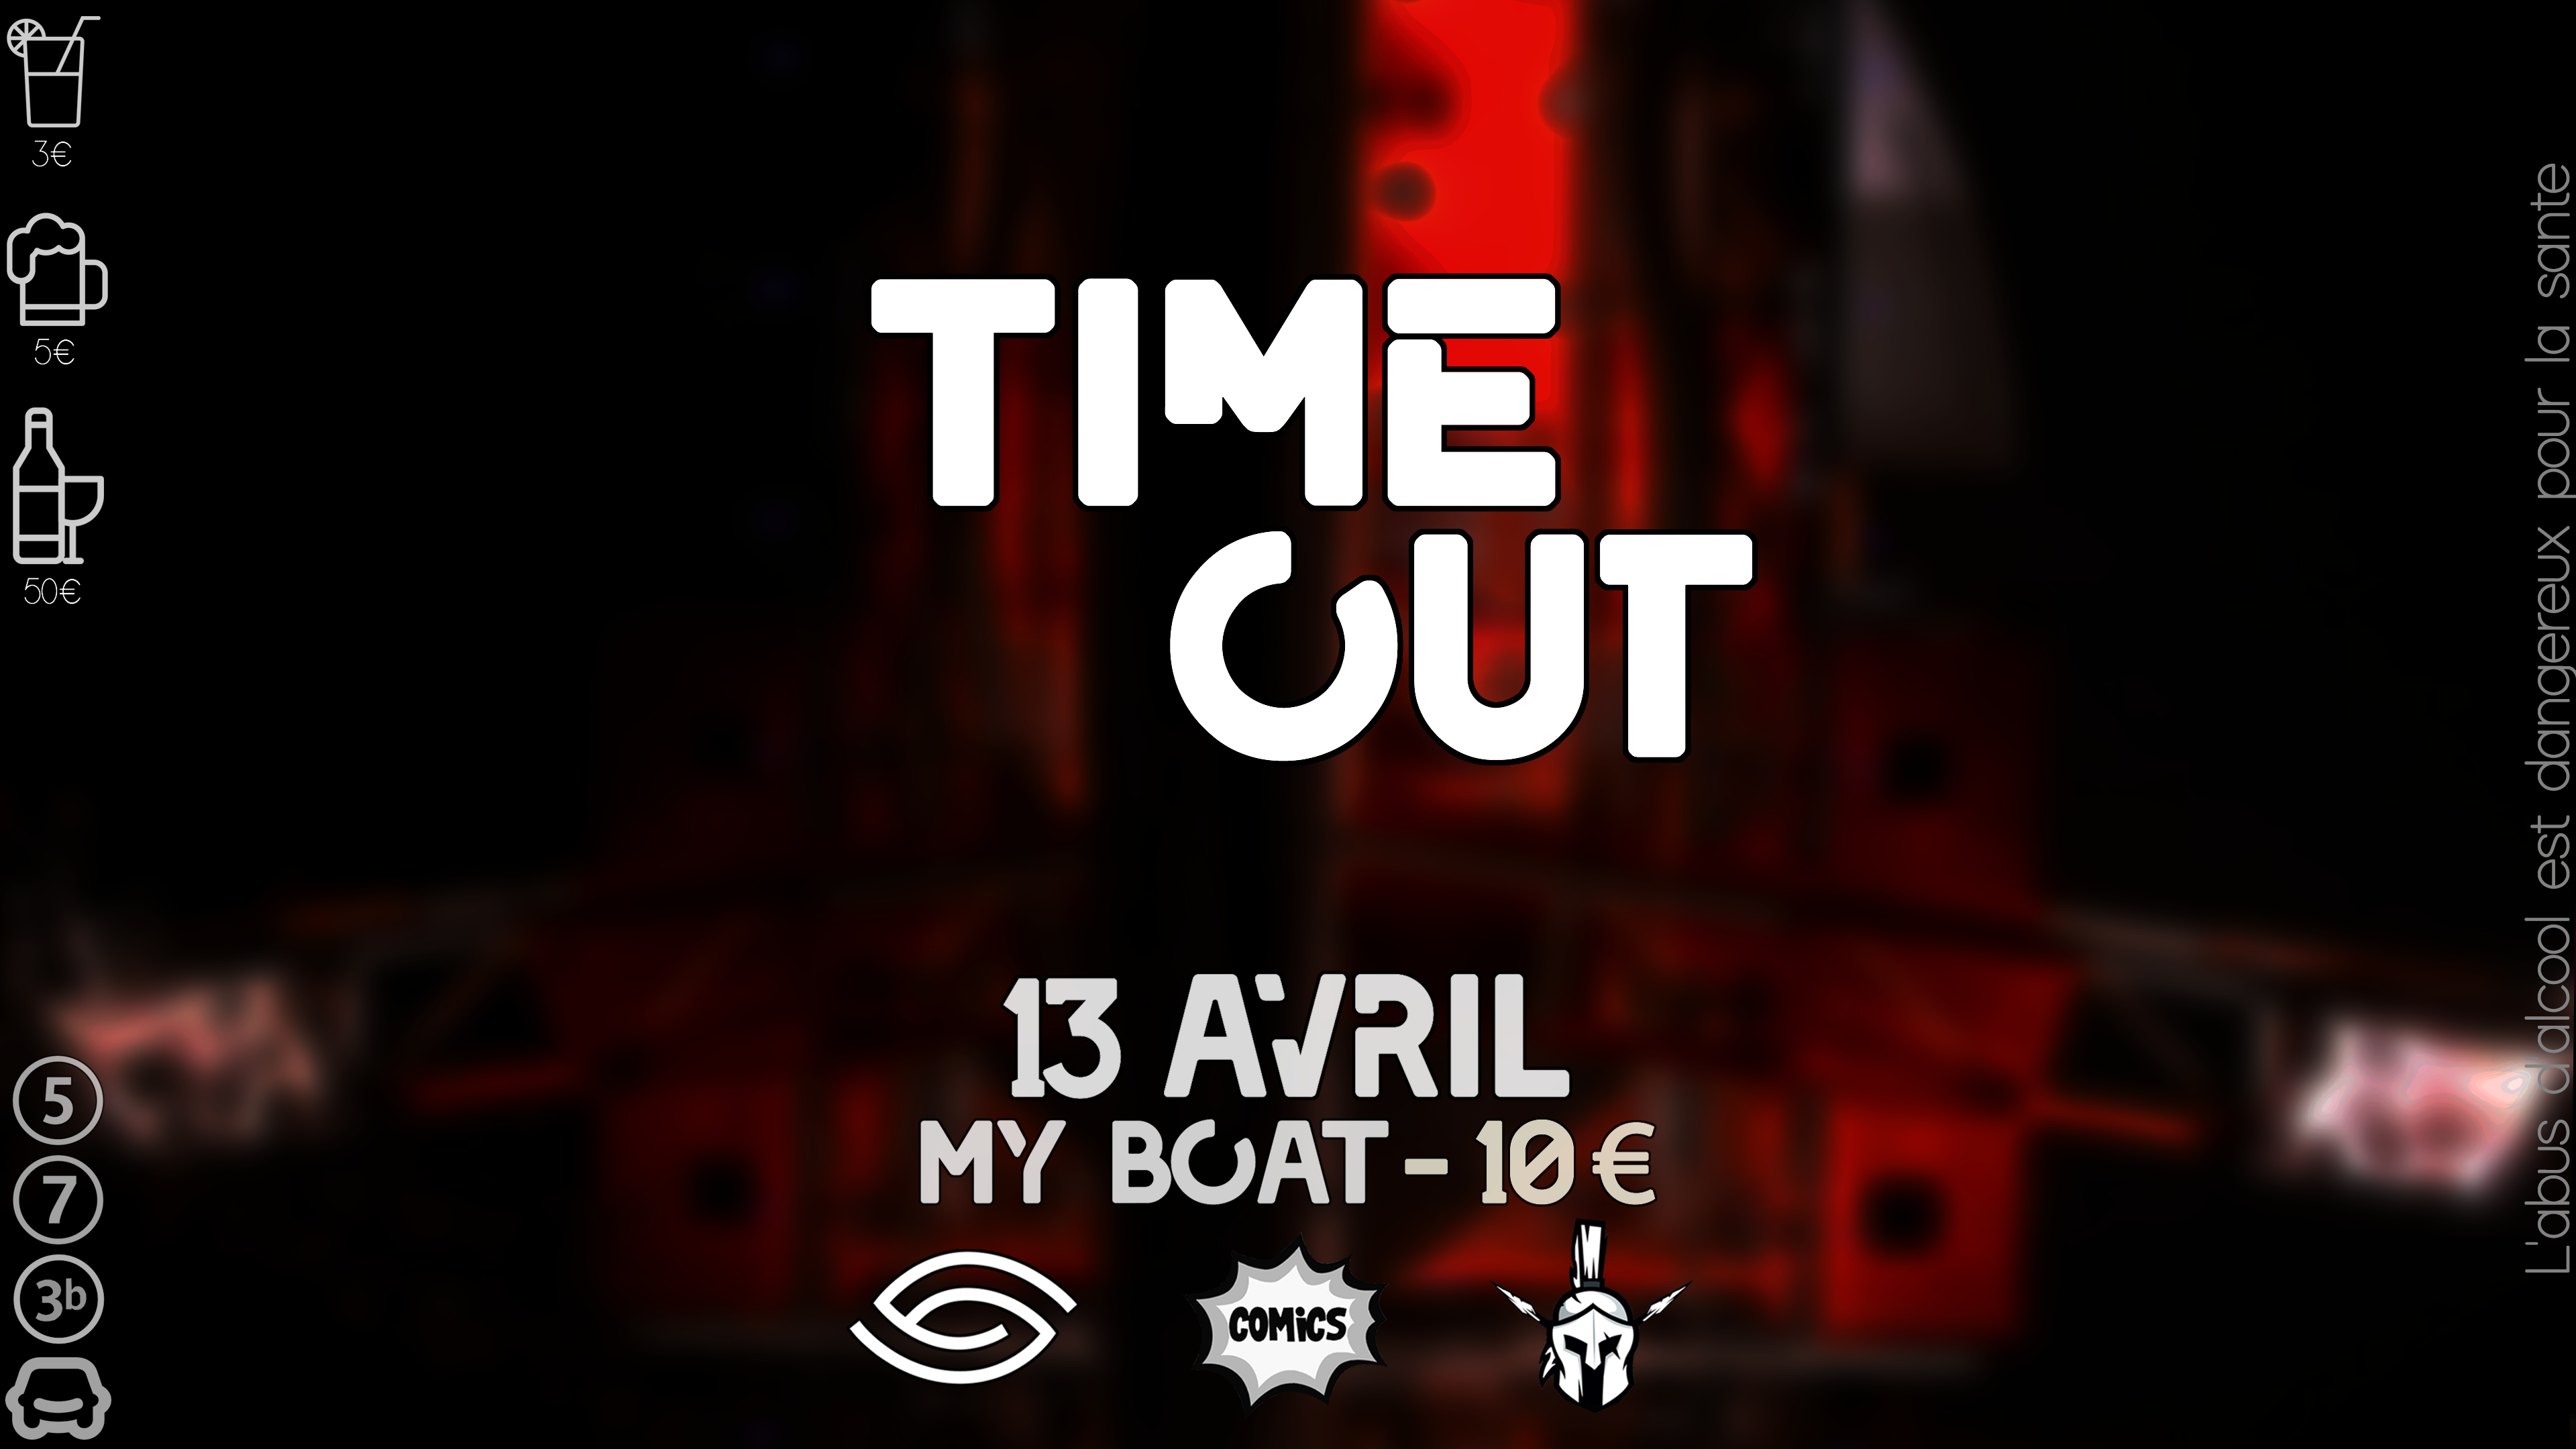 3€
5€
50€
TIME
OUT
13 AVRIL
MY BOAT - 10 €
COMiCS
5
7
3b
L'abus d'alcool est dangereux pour la sante